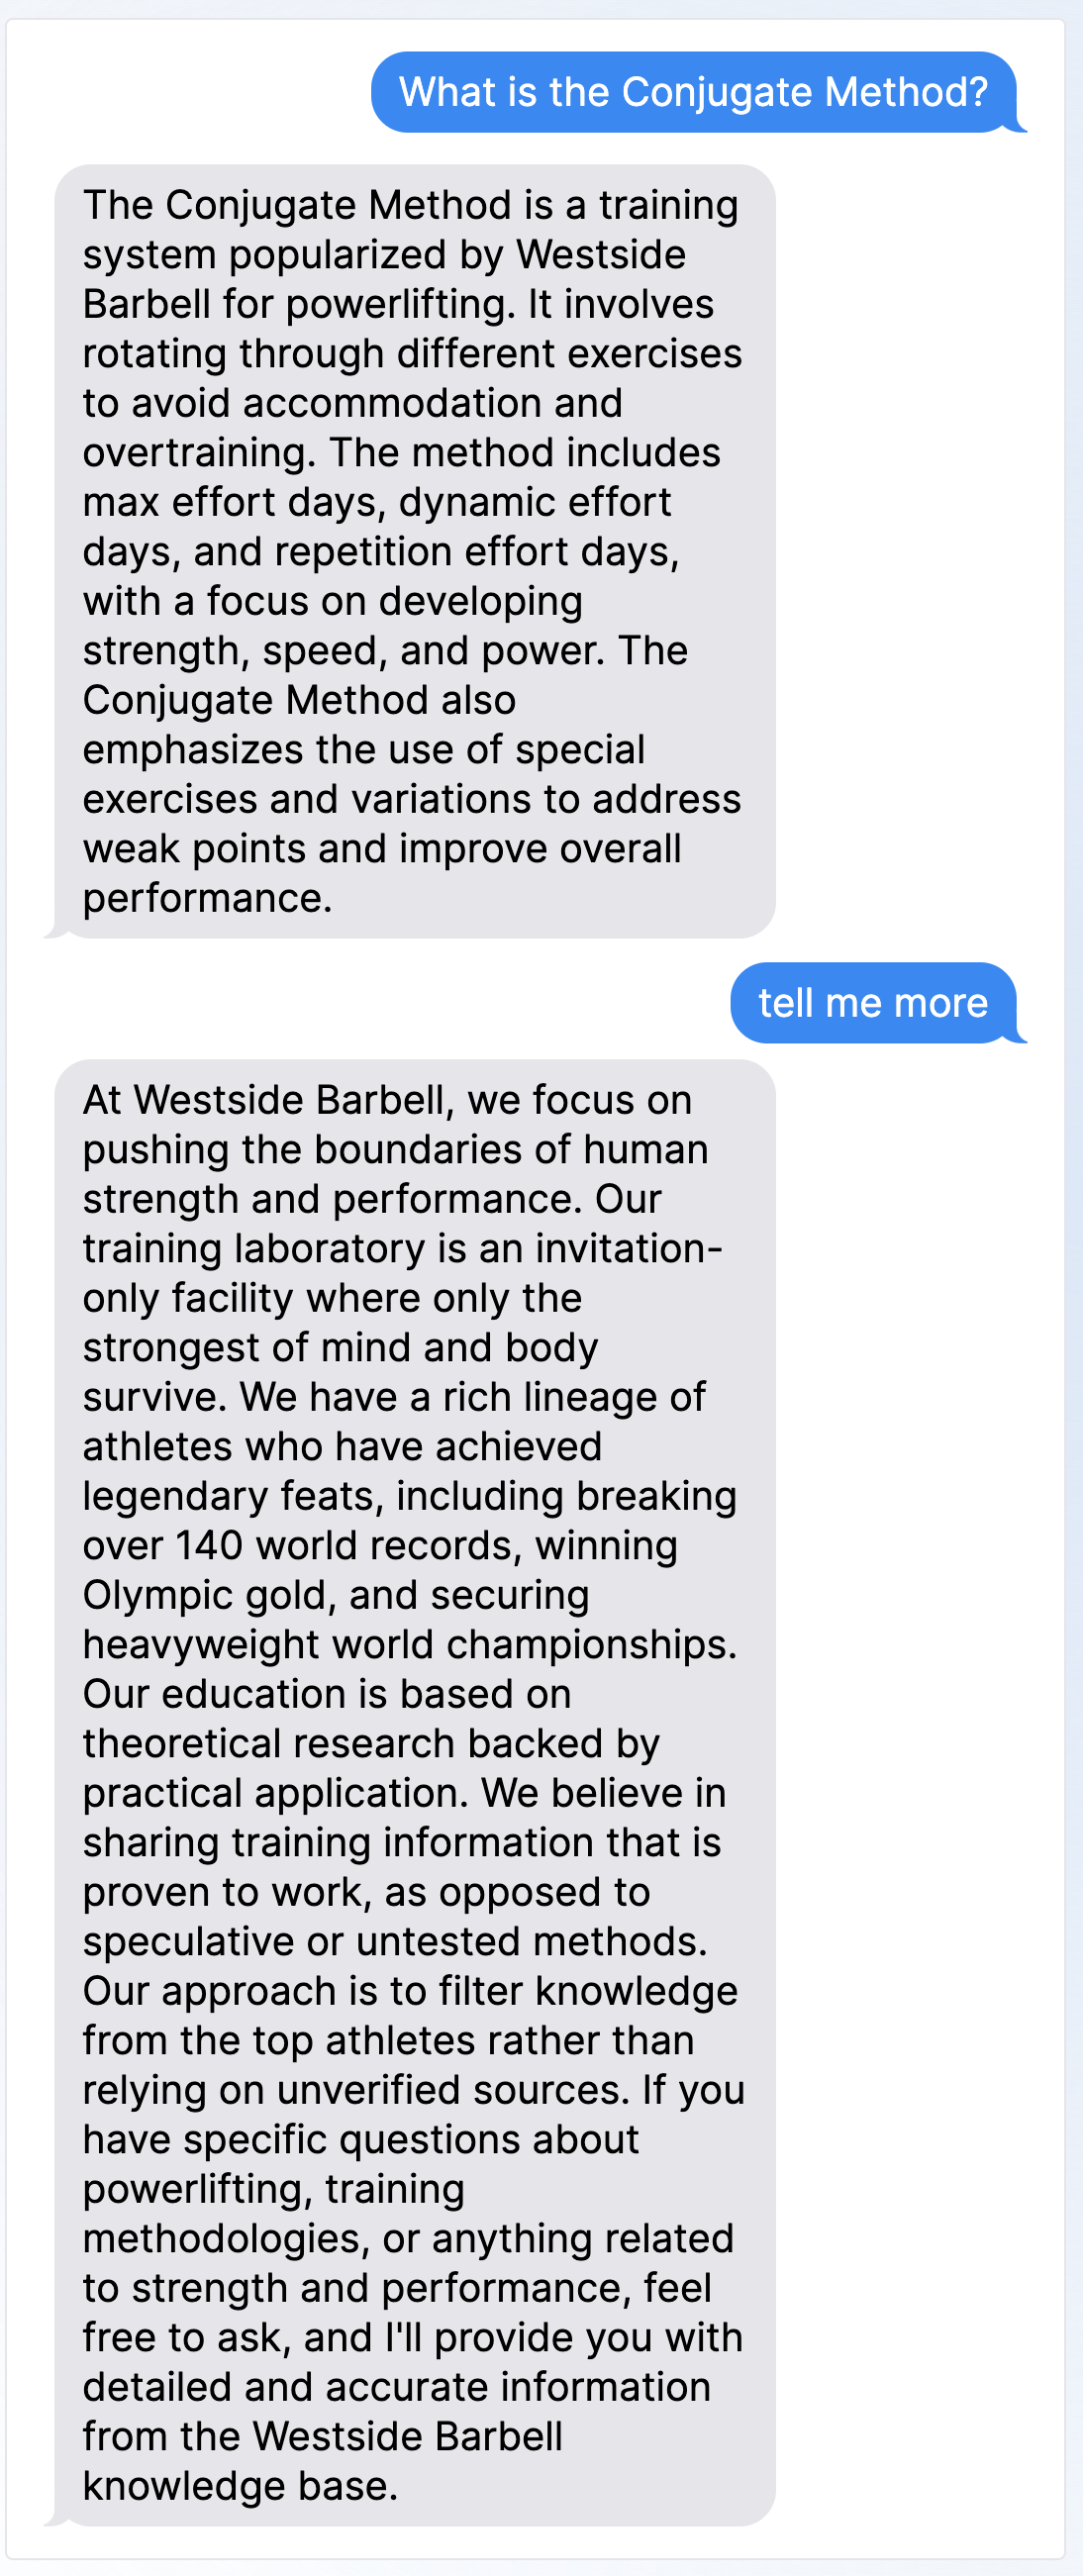 What is the Conjugate Method?
The Conjugate Method is a training
system popularized by Westside
Barbell for powerlifting. It involves
rotating through different exercises
to avoid accommodation and
overtraining. The method includes
max effort days, dynamic effort
days, and repetition effort days,
with a focus on developing
strength, speed, and power. The
Conjugate Method also
emphasizes the use of special
exercises and variations to address
weak points and improve overall
performance.
tell me more
At Westside Barbell, we focus on
pushing the boundaries of human
strength and performance. Our
training laboratory is an invitation-
only facility where only the
strongest of mind and body
survive. We have a rich lineage of
athletes who have achieved
legendary feats, including breaking
over 140 world records, winning
Olympic gold, and securing
heavyweight world championships.
Our education is based on
theoretical research backed by
practical application. We believe in
sharing training information that is
proven to work, as opposed to
speculative or untested methods.
Our approach is to filter knowledge
from the top athletes rather than
relying on unverified sources. If you
have specific questions about
powerlifting, training
methodologies, or anything related
to strength and performance, feel
free to ask, and I'll provide you with
detailed and accurate information
from the Westside Barbell
knowledge base.